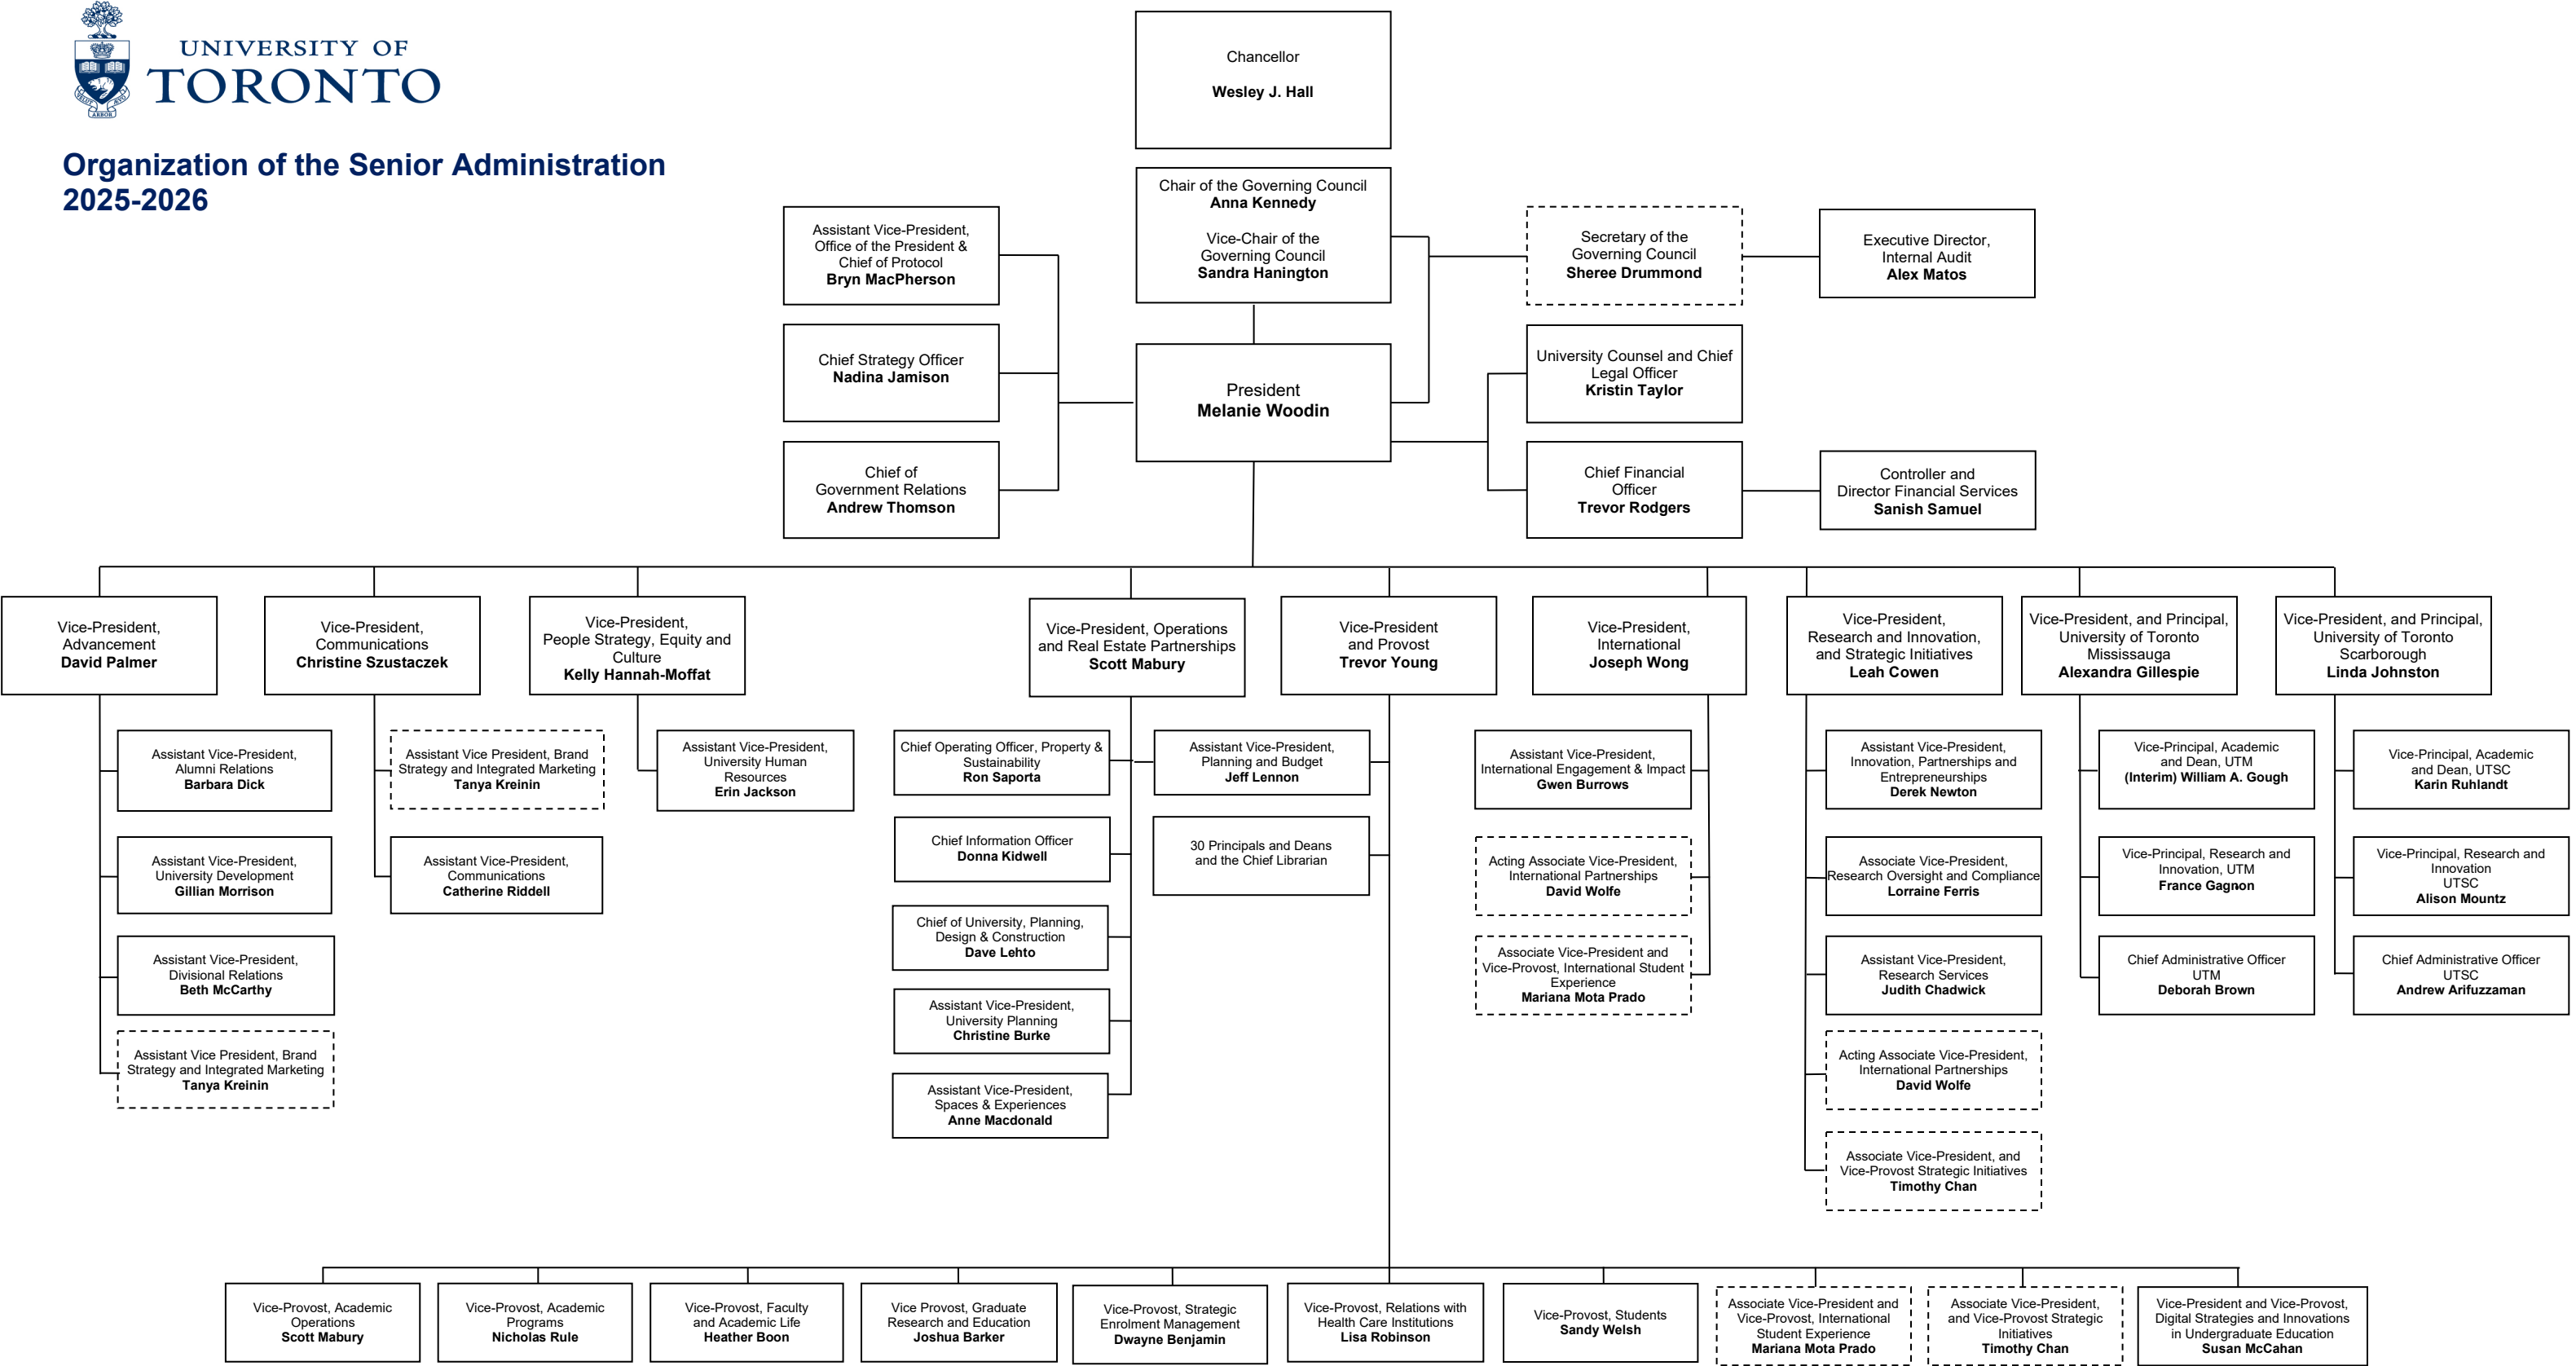 UNIVERSITY OF
TORONTO
ARBOR
Organization of the Senior Administration
2025-2026
Chancellor
Wesley J. Hall
Chair of the Governing Council
Anna Kennedy
Vice-Chair of the
Governing Council
Sandra Hanington
Assistant Vice-President,
Office of the President &
Chief of Protocol
Bryn MacPherson
Secretary of the
Governing Council
Sheree Drummond
Executive Director,
Internal Audit
Alex Matos
Chief Strategy Officer
Nadina Jamison
President
Melanie Woodin
University Counsel and Chief
Legal Officer
Kristin Taylor
Chief of
Government Relations
Andrew Thomson
Chief Financial
Officer
Trevor Rodgers
Controller and
Director Financial Services
Sanish Samuel
Vice-President,
Advancement
David Palmer
Vice-President,
Communications
Christine Szustaczek
Vice-President,
People Strategy, Equity and
Culture
Kelly Hannah-Moffat
Vice-President, Operations
and Real Estate Partnerships
Scott Mabury
Vice-President
and Provost
Trevor Young
Vice-President,
International
Joseph Wong
Vice-President,
Research and Innovation,
and Strategic Initiatives
Leah Cowen
Vice-President, and Principal,
University of Toronto
Mississauga
Alexandra Gillespie
Vice-President, and Principal,
University of Toronto
Scarborough
Linda Johnston
Assistant Vice-President,
Alumni Relations
Barbara Dick
Assistant Vice-President,
University Development
Gillian Morrison
Assistant Vice-President,
Divisional Relations
Beth McCarthy
Assistant Vice President, Brand
Strategy and Integrated Marketing
Tanya Kreinin
Assistant Vice President, Brand
Strategy and Integrated Marketing
Tanya Kreinin
Assistant Vice-President,
Communications
Catherine Riddell
Assistant Vice-President,
University Human
Resources
Erin Jackson
Chief Operating Officer, Property &
Sustainability
Ron Saporta
Chief Information Officer
Donna Kidwell
Chief of University, Planning,
Design & Construction
Dave Lehto
Assistant Vice-President,
University Planning
Christine Burke
Assistant Vice-President,
Spaces & Experiences
Anne Macdonald
Assistant Vice-President,
Planning and Budget
Jeff Lennon
30 Principals and Deans
and the Chief Librarian
Assistant Vice-President,
International Engagement & Impact
Gwen Burrows
Acting Associate Vice-President,
International Partnerships
David Wolfe
Associate Vice-President and
Vice-Provost, International Student
Experience
Mariana Mota Prado
Assistant Vice-President,
Innovation, Partnerships and
Entrepreneurships
Derek Newton
Associate Vice-President,
Research Oversight and Compliance
Lorraine Ferris
Assistant Vice-President,
Research Services
Judith Chadwick
Acting Associate Vice-President,
International Partnerships
David Wolfe
Associate Vice-President, and
Vice-Provost Strategic Initiatives
Timothy Chan
Vice-Principal, Academic
and Dean, UTM
(Interim) William A. Gough
Vice-Principal, Research and
Innovation, UTM
France Gagnon
Chief Administrative Officer
UTM
Deborah Brown
Vice-Principal, Academic
and Dean, UTSC
Karin Ruhlandt
Vice-Principal, Research and
Innovation
UTSC
Alison Mountz
Chief Administrative Officer
UTSC
Andrew Arifuzzaman
Vice-Provost, Academic
Operations
Scott Mabury
Vice-Provost, Academic
Programs
Nicholas Rule
Vice-Provost, Faculty
and Academic Life
Heather Boon
Vice Provost, Graduate
Research and Education
Joshua Barker
Vice-Provost, Strategic
Enrolment Management
Dwayne Benjamin
Vice-Provost, Relations with
Health Care Institutions
Lisa Robinson
Vice-Provost, Students
Sandy Welsh
Associate Vice-President and
Vice-Provost, International
Student Experience
Mariana Mota Prado
Associate Vice-President,
and Vice-Provost Strategic
Initiatives
Timothy Chan
Vice-President and Vice-Provost,
Digital Strategies and Innovations
in Undergraduate Education
Susan McCahan